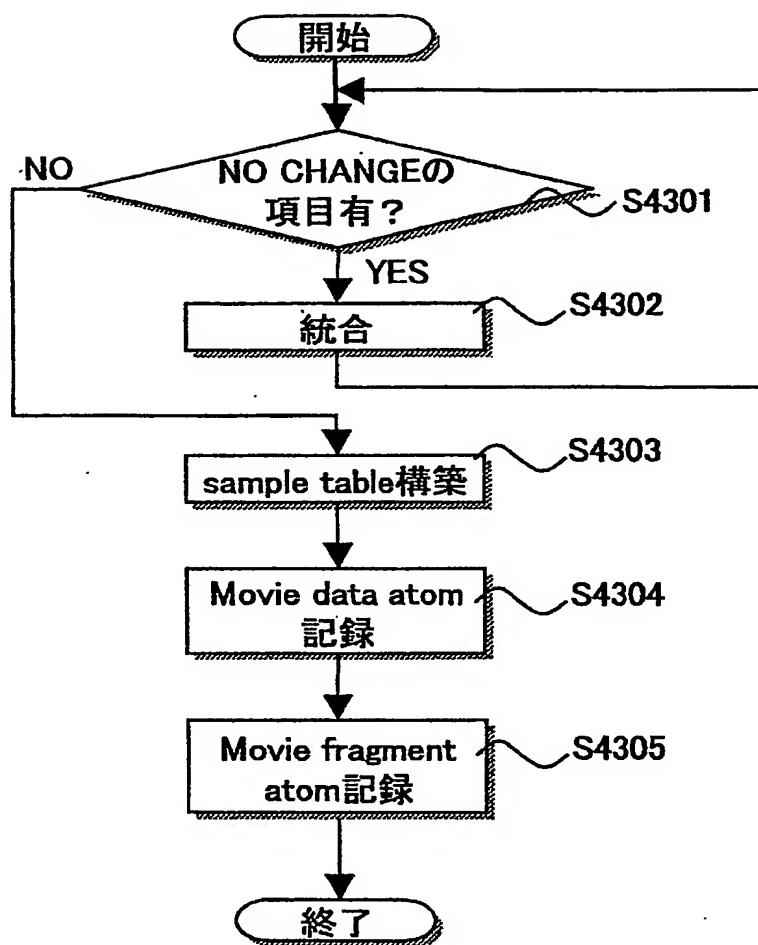 開始
NO
NO CHANGEの
項目有？
S4301
YES
S4302
統合
S4303
sample table構築
Movie data atom
記録
S4304
Movie fragment
atom記録
S4305
終了